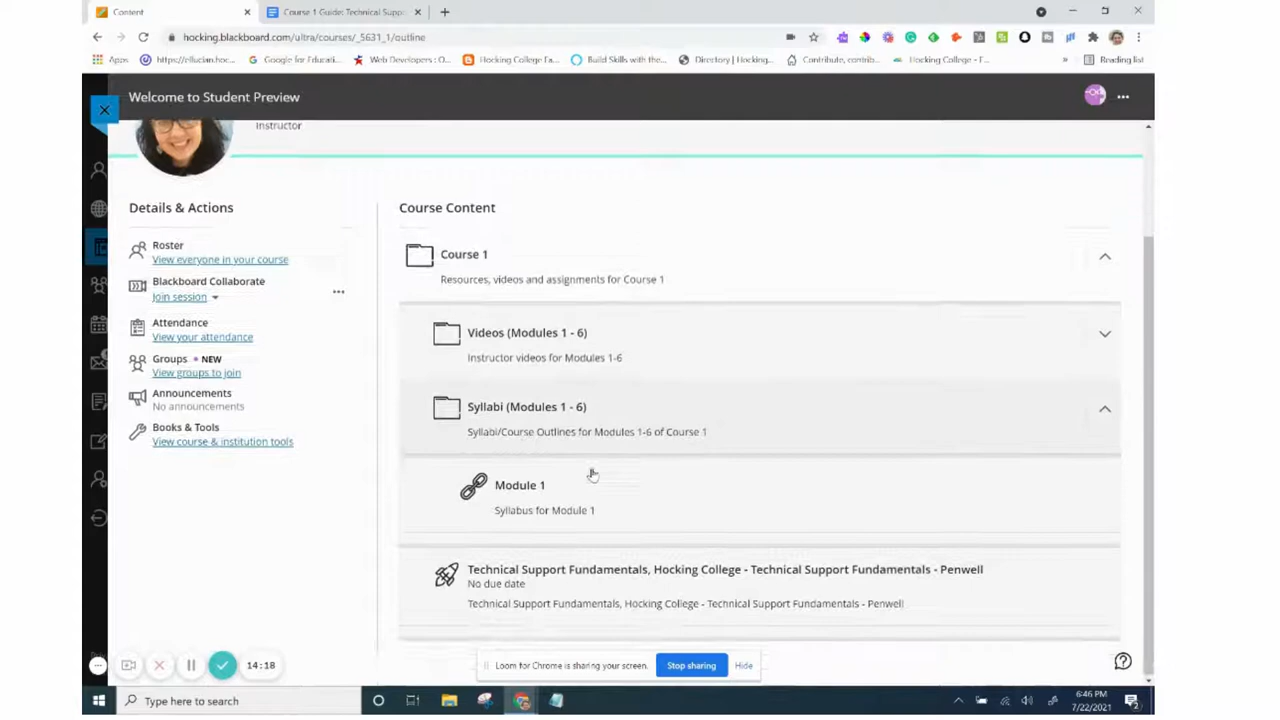 Content
Course 1 Guide: Technical Suppo
hocking.blackboard.com/ultra/courses/_5631_1/outline
Apps
https://ellucian.hoc...
Google for Educati...
Web Developers : O...
Hocking College Fa...
Build Skills with the...
Directory | Hocking...
Contribute, contrib...
Hocking College - F...
»
Reading list
Welcome to Student Preview
Instructor
Details & Actions
Roster
View everyone in your course
Blackboard Collaborate
Join session
Attendance
View your attendance
Groups • NEW
View groups to join
Announcements
No announcements
Books & Tools
View course & institution tools
Course Content
Course 1
Resources, videos and assignments for Course 1
Videos (Modules 1 - 6)
Instructor videos for Modules 1-6
Syllabi (Modules 1 - 6)
Syllabi/Course Outlines for Modules 1-6 of Course 1
Module 1
Syllabus for Module 1
Technical Support Fundamentals, Hocking College - Technical Support Fundamentals - Penwell
No due date
Technical Support Fundamentals, Hocking College - Technical Support Fundamentals - Penwell
14:18
Loom for Chrome is sharing your screen.
Stop sharing
Hide
Type here to search
6:46 PM
7/22/2021
2